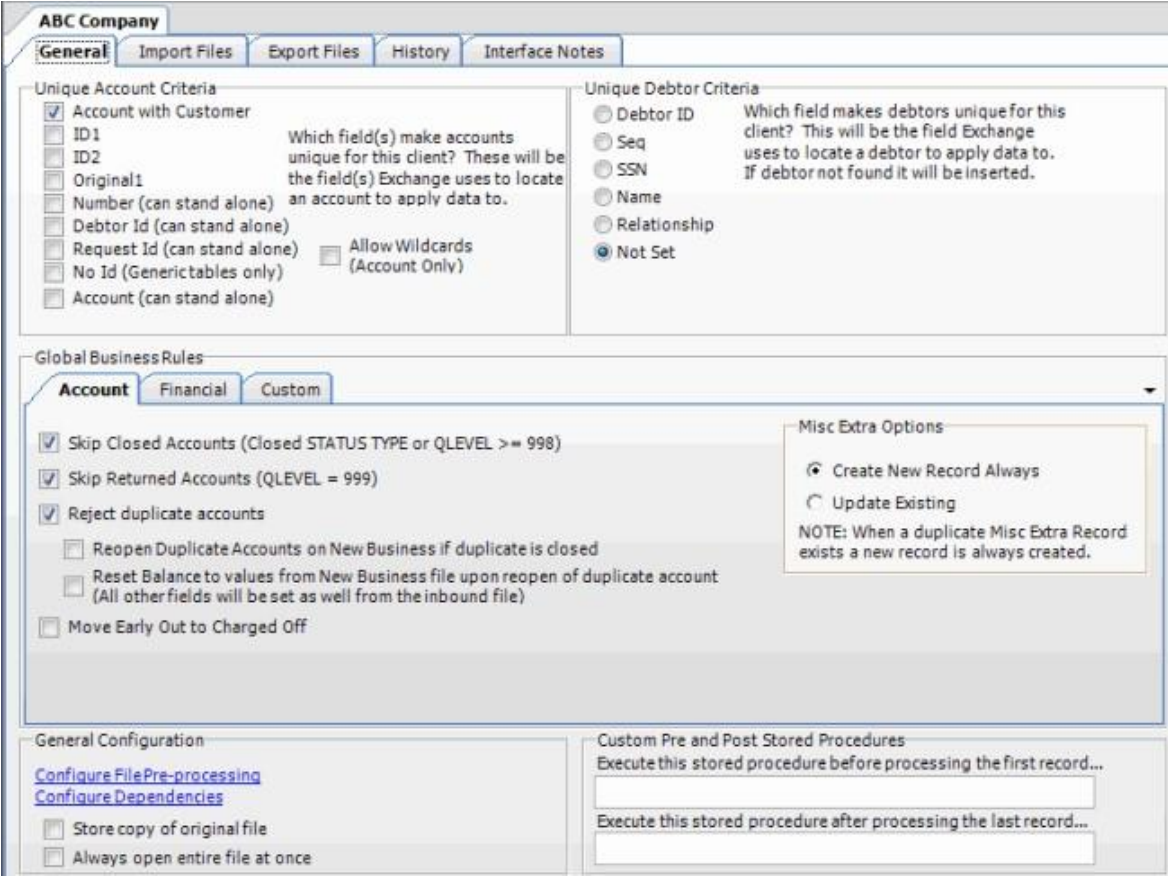 ABC Company
General
Import Files
Export Files
History
Interface Notes
Unique Account Criteria
Account with Customer
ID1
ID2
Original1
Number (can stand alone)
Debtor Id (can stand alone)
Request Id (can stand alone)
No Id (Generic tables only)
Account (can stand alone)
Which field(s) make accounts
unique for this client? These will be
the field(s) Exchange uses to locate
an account to apply data to.
Allow Wildcards
(Account Only)
Unique Debtor Criteria
Debtor ID
Seq
SSN
Name
Relationship
Not Set
Which field makes debtors unique for this
client? This will be the field Exchange
uses to locate a debtor to apply data to.
If debtor not found it will be inserted.
Global Business Rules
Account
Financial
Custom
Skip Closed Accounts (Closed STATUS TYPE or QLEVEL >= 998)
Skip Returned Accounts (QLEVEL = 999)
Reject duplicate accounts
Reopen Duplicate Accounts on New Business if duplicate is closed
Reset Balance to values from New Business file upon reopen of duplicate account
(All other fields will be set as well from the inbound file)
Move Early Out to Charged Off
Misc Extra Options
Create New Record Always
Update Existing
NOTE: When a duplicate Misc Extra Record
exists a new record is always created.
General Configuration
Configure File Pre-processing
Configure Dependencies
Store copy of original file
Always open entire file at once
Custom Pre and Post Stored Procedures
Execute this stored procedure before processing the first record...
Execute this stored procedure after processing the last record...